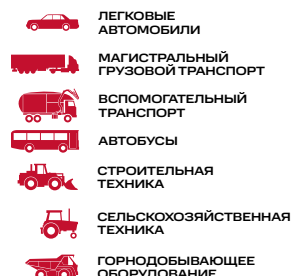 ЛЕГКОВЫЕ
АВТОМОБИЛИ
МАГИСТРАЛЬНЫЙ
ГРУЗОВОЙ ТРАНСПОРТ
ВСПОМОГАТЕЛЬНЫЙ
ТРАНСПОРТ
АВТОБУСЫ
СТРОИТЕЛЬНАЯ
ТЕХНИКА
СЕЛЬСКОХОЗЯЙСТВЕННАЯ
ТЕХНИКА
ГОРНОДОБЫВАЮЩЕЕ
ОБОРУДОВАНИЕ